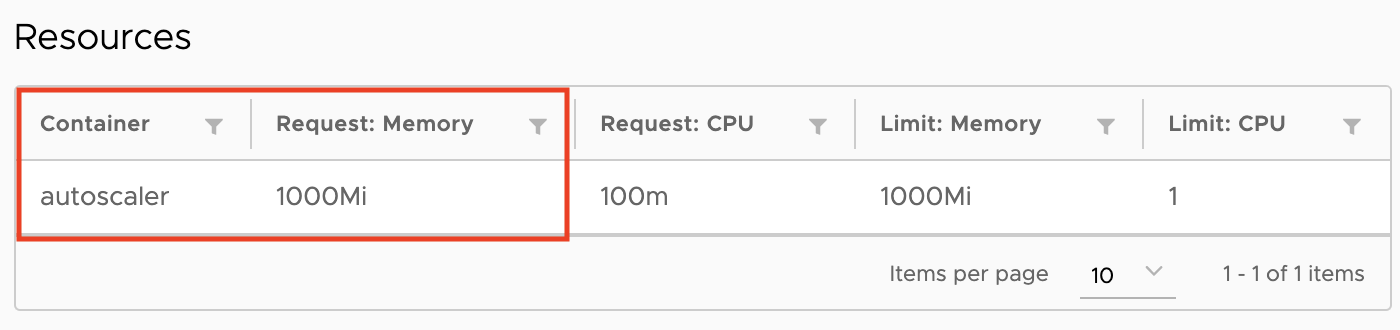 Resources
Container Request: Memory Request: CPU Limit: Memory Limit: CPU
autoscaler 1000Mi 100m 1000Mi 1
Items per page 10 1 - 1 of 1 items